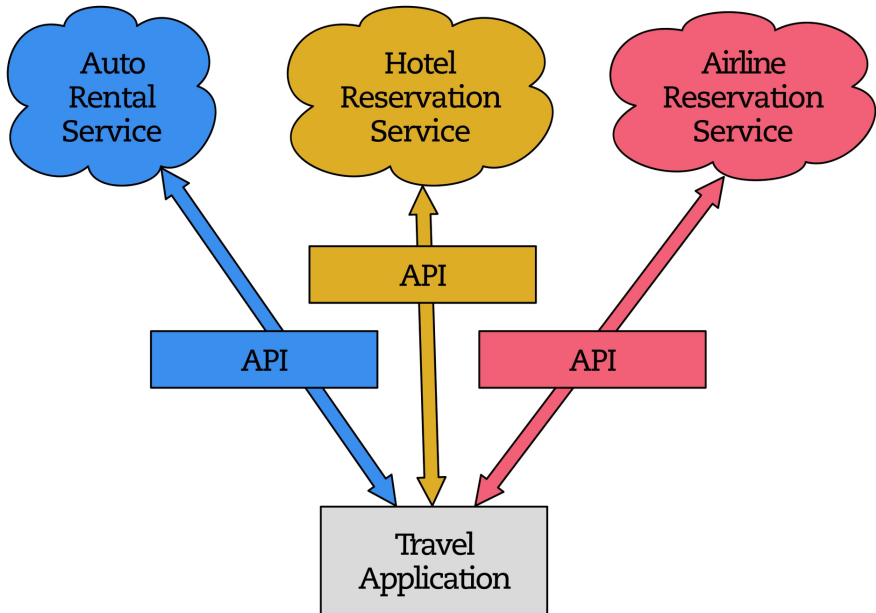 Auto
Rental
Service
Hotel
Reservation
Service
Airline
Reservation
Service
API
API
API
Travel
Application